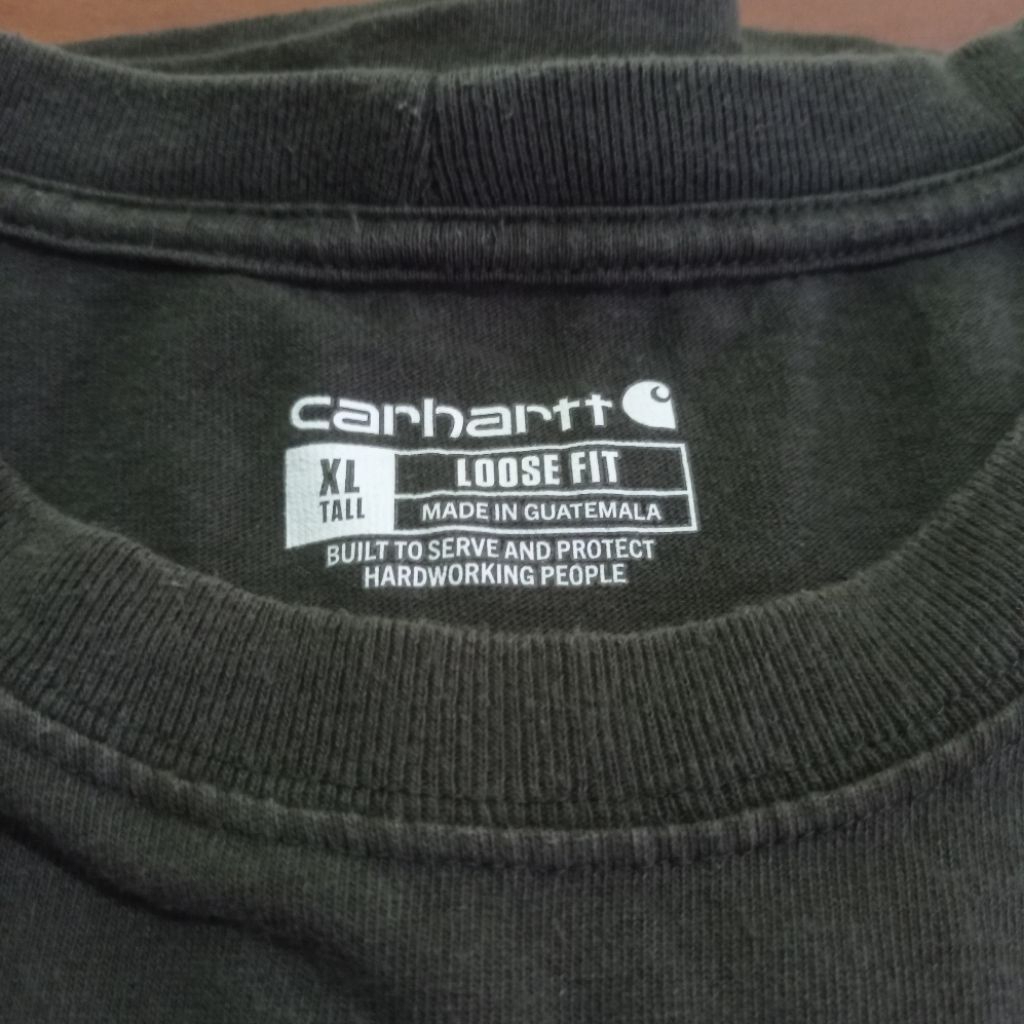 carhartt
XL
TALL
LOOSE FIT
MADE IN GUATEMALA
BUILT TO SERVE AND PROTECT
HARDWORKING PEOPLE